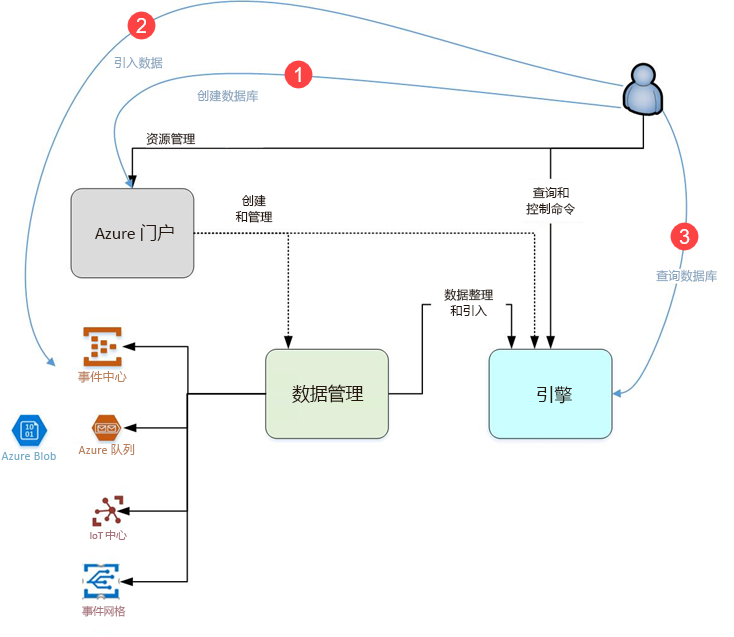 2
引入数据
1
创建数据库
资源管理
创建
和管理
查询和
控制命令
Azure 门户
3
查询数据库
数据整理
和引入
事件中心
数据管理
引擎
10
01
Azure Blob
Azure 队列
IoT 中心
事件网格